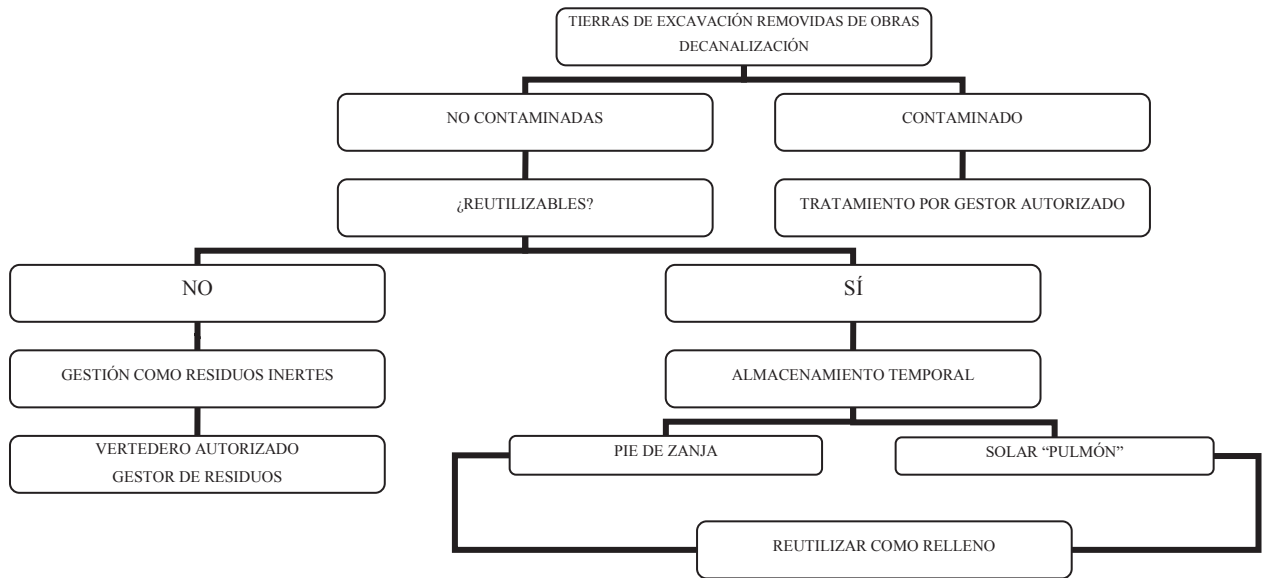 TIERRAS DE EXCAVACIÓN REMOVIDAS DE OBRAS
DECANALIZACIÓN
NO CONTAMINADAS
CONTAMINADO
¿REUTILIZABLES?
TRATAMIENTO POR GESTOR AUTORIZADO
NO
SÍ
GESTIÓN COMO RESIDUOS INERTES
ALMACENAMIENTO TEMPORAL
VERTEDERO AUTORIZADO
GESTOR DE RESIDUOS
PIE DE ZANJA
SOLAR “PULMÓN”
REUTILIZAR COMO RELLENO